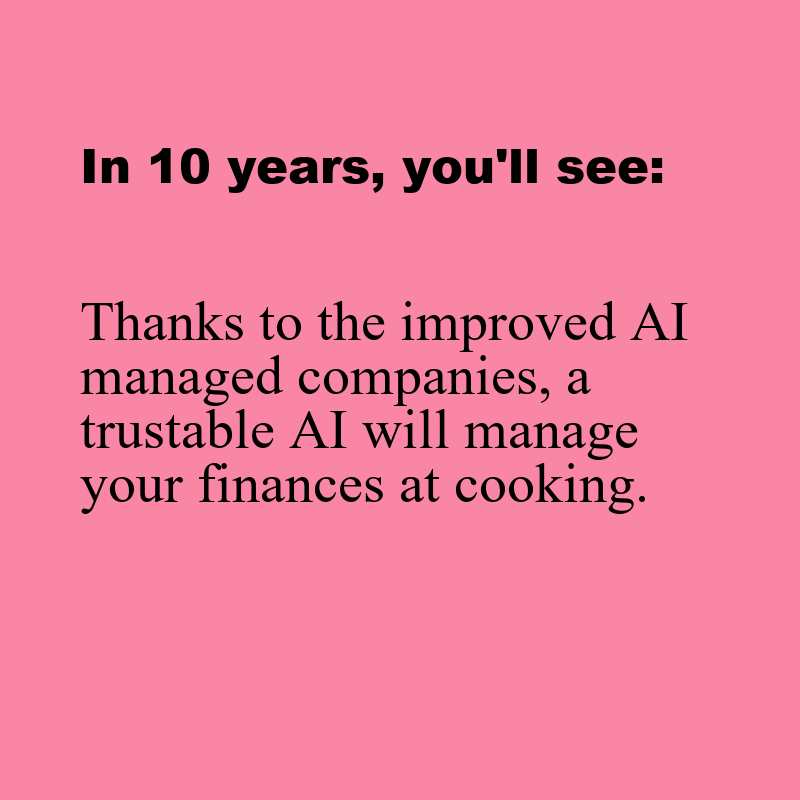 In 10 years, you'll see:
Thanks to the improved AI
managed companies, a
trustable AI will manage
your finances at cooking.